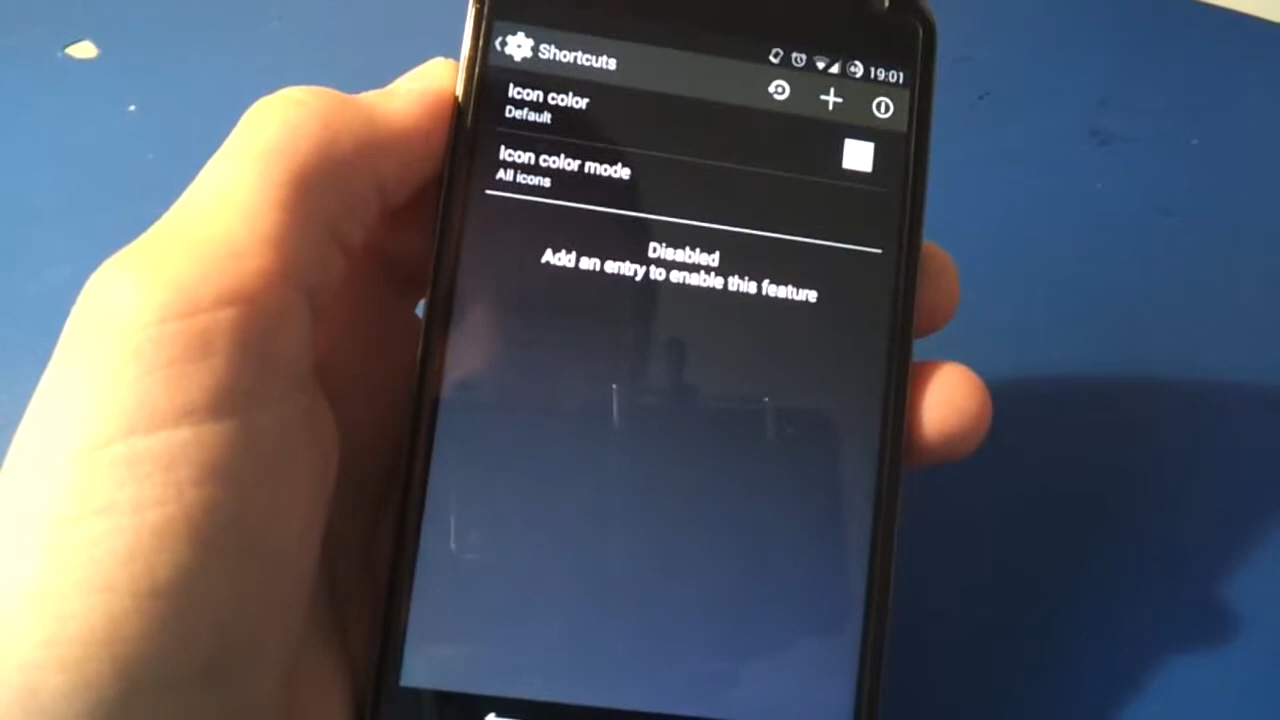 Shortcuts
19:01
Icon color
Default
Icon color mode
All icons
Disabled
Add an entry to enable this feature